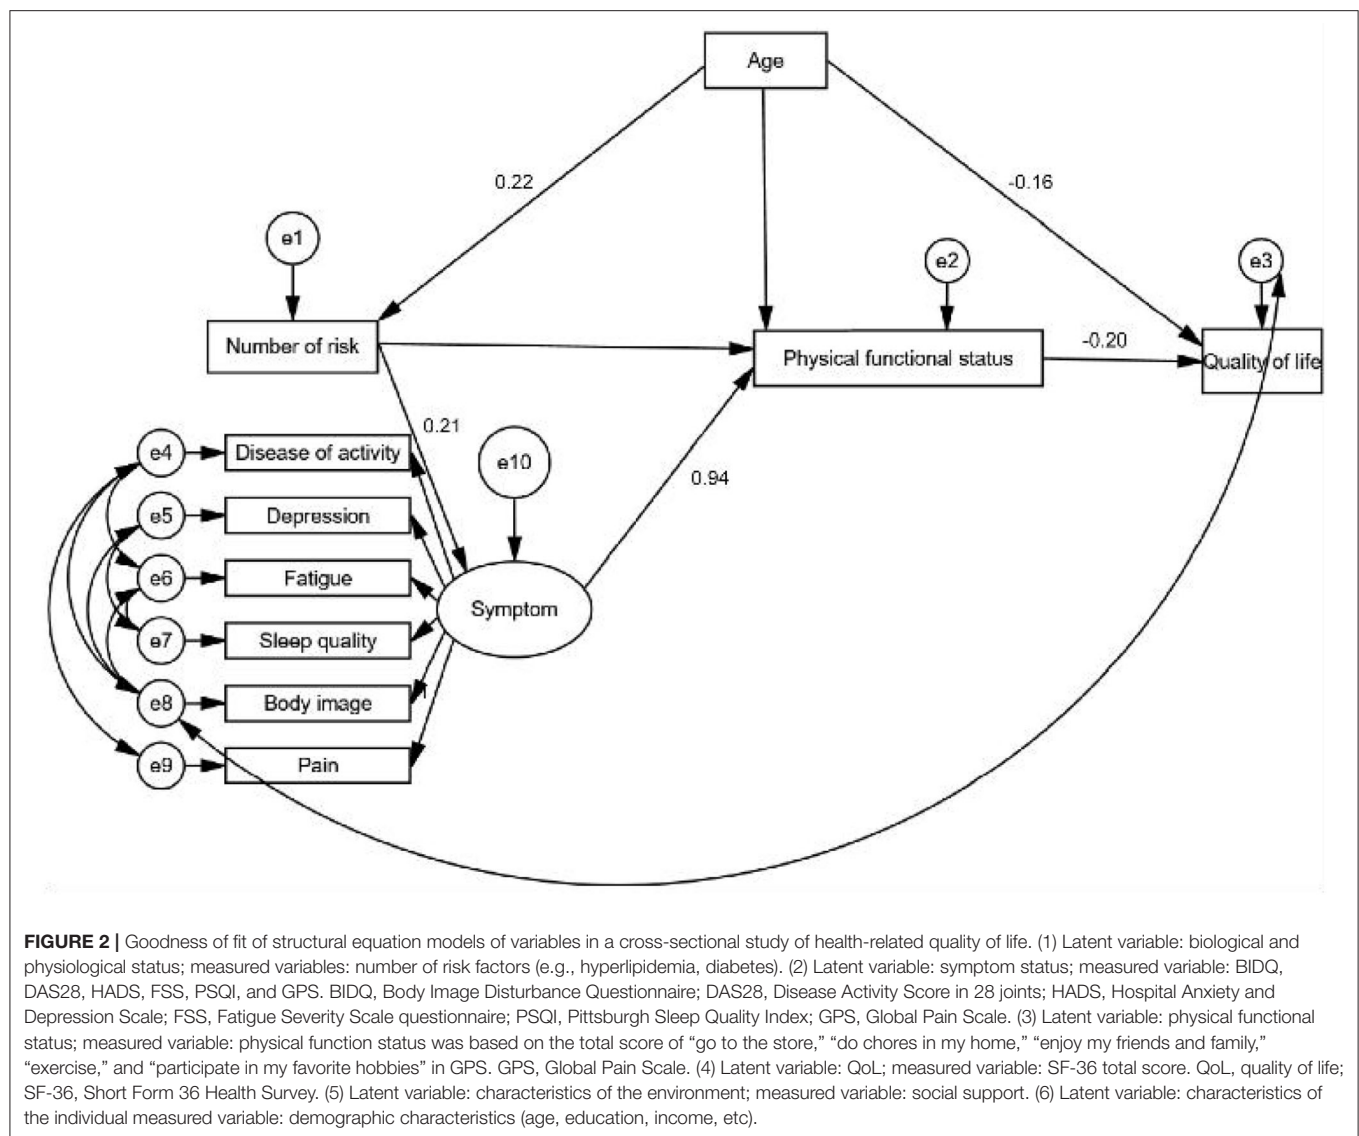 Age
0.22
-0.16
e1
e2
e3
Number of risk
Physical functional status
-0.20
Quality of life
0.21
e4
Disease of activity
e10
0.94
e5
Depression
e6
Fatigue
Symptom
e7
Sleep quality
e8
Body image
1
e9
Pain
FIGURE 2 | Goodness of fit of structural equation models of variables in a cross-sectional study of health-related quality of life. (1) Latent variable: biological and
physiological status; measured variables: number of risk factors (e.g., hyperlipidemia, diabetes). (2) Latent variable: symptom status; measured variable: BIDQ,
DAS28, HADS, FSS, PSQI, and GPS. BIDQ, Body Image Disturbance Questionnaire; DAS28, Disease Activity Score in 28 joints; HADS, Hospital Anxiety and
Depression Scale; FSS, Fatigue Severity Scale questionnaire; PSQI, Pittsburgh Sleep Quality Index; GPS, Global Pain Scale. (3) Latent variable: physical functional
status; measured variable: physical function status was based on the total score of “go to the store,” “do chores in my home,” “enjoy my friends and family,”
“exercise,” and “participate in my favorite hobbies” in GPS. GPS, Global Pain Scale. (4) Latent variable: QoL; measured variable: SF-36 total score. QoL, quality of life;
SF-36, Short Form 36 Health Survey. (5) Latent variable: characteristics of the environment; measured variable: social support. (6) Latent variable: characteristics of
the individual measured variable: demographic characteristics (age, education, income, etc).